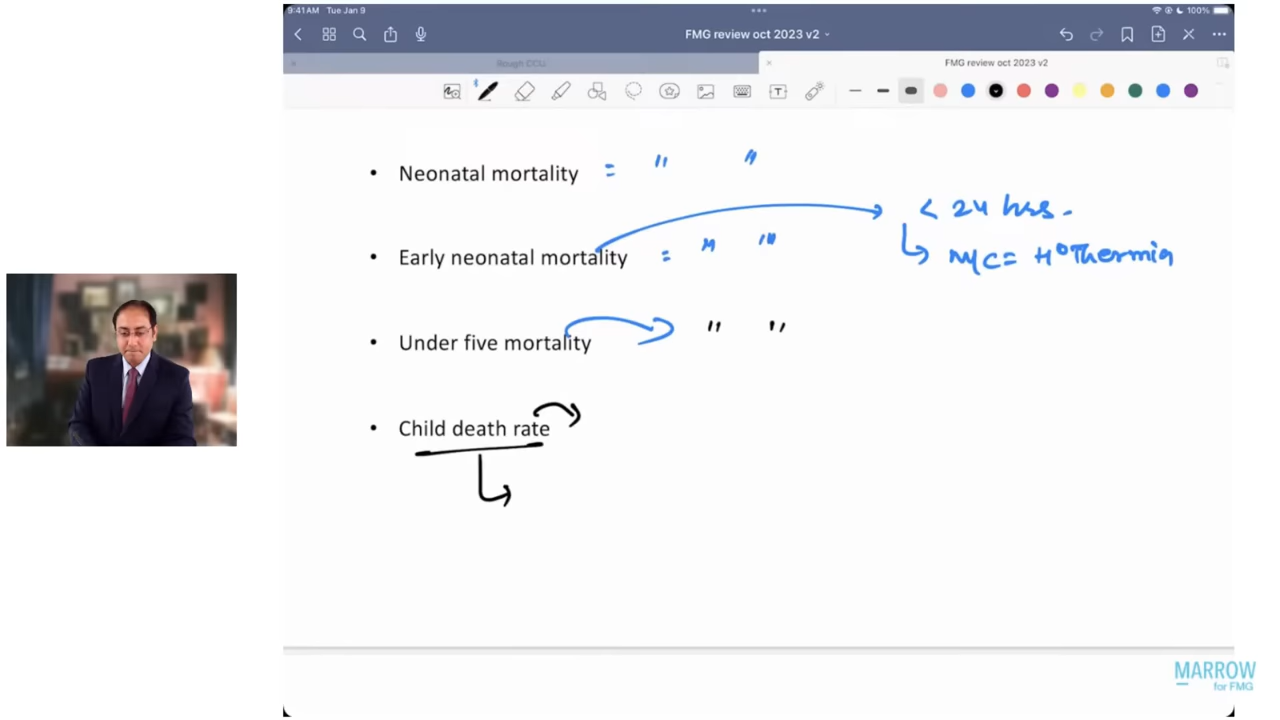 9:41 AM Tue Jan 9
100%
FMG review oct 2023 v2
Rough CCU
FMG review oct 2023 v2
• Neonatal mortality = " "
< 24 hrs.
• Early neonatal mortality = " "
M/C = H°Thermia
• Under five mortality " "
• Child death rate
MARROW
for FMG